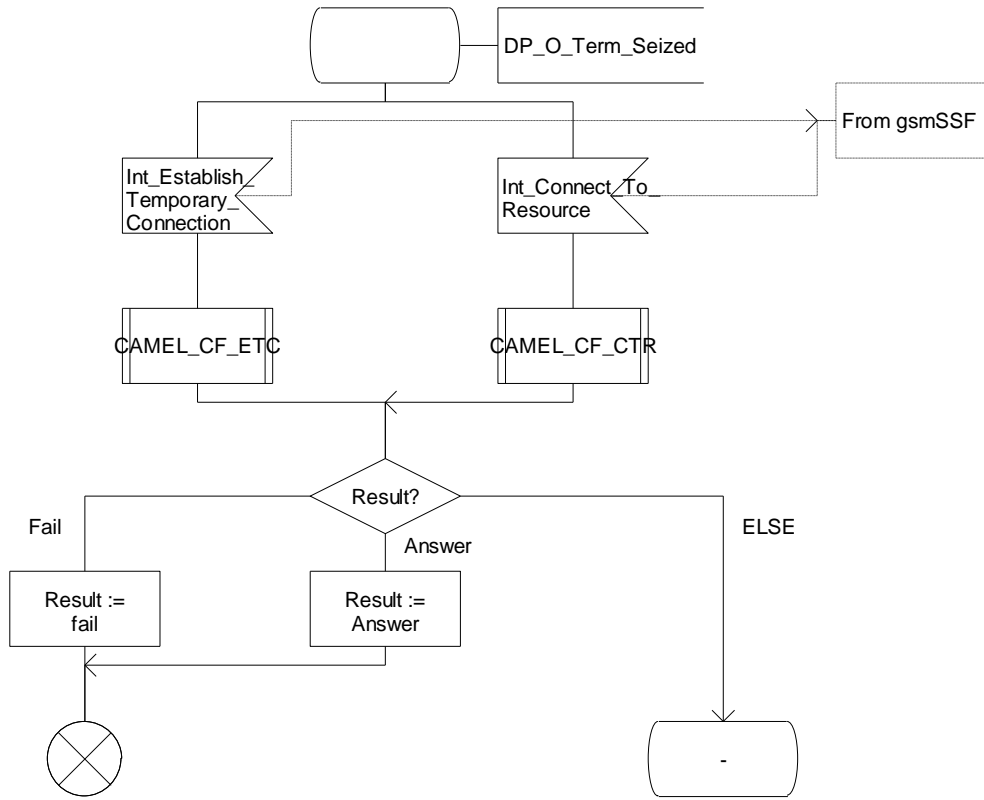 DP_O_Term_Seized
From gsmSSF
Int_Establish_
Temporary_
Connection
Int_Connect_To_
Resource
CAMEL_CF_ETC
CAMEL_CF_CTR
Result?
Fail
Answer
ELSE
Result :=
fail
Result :=
Answer
-